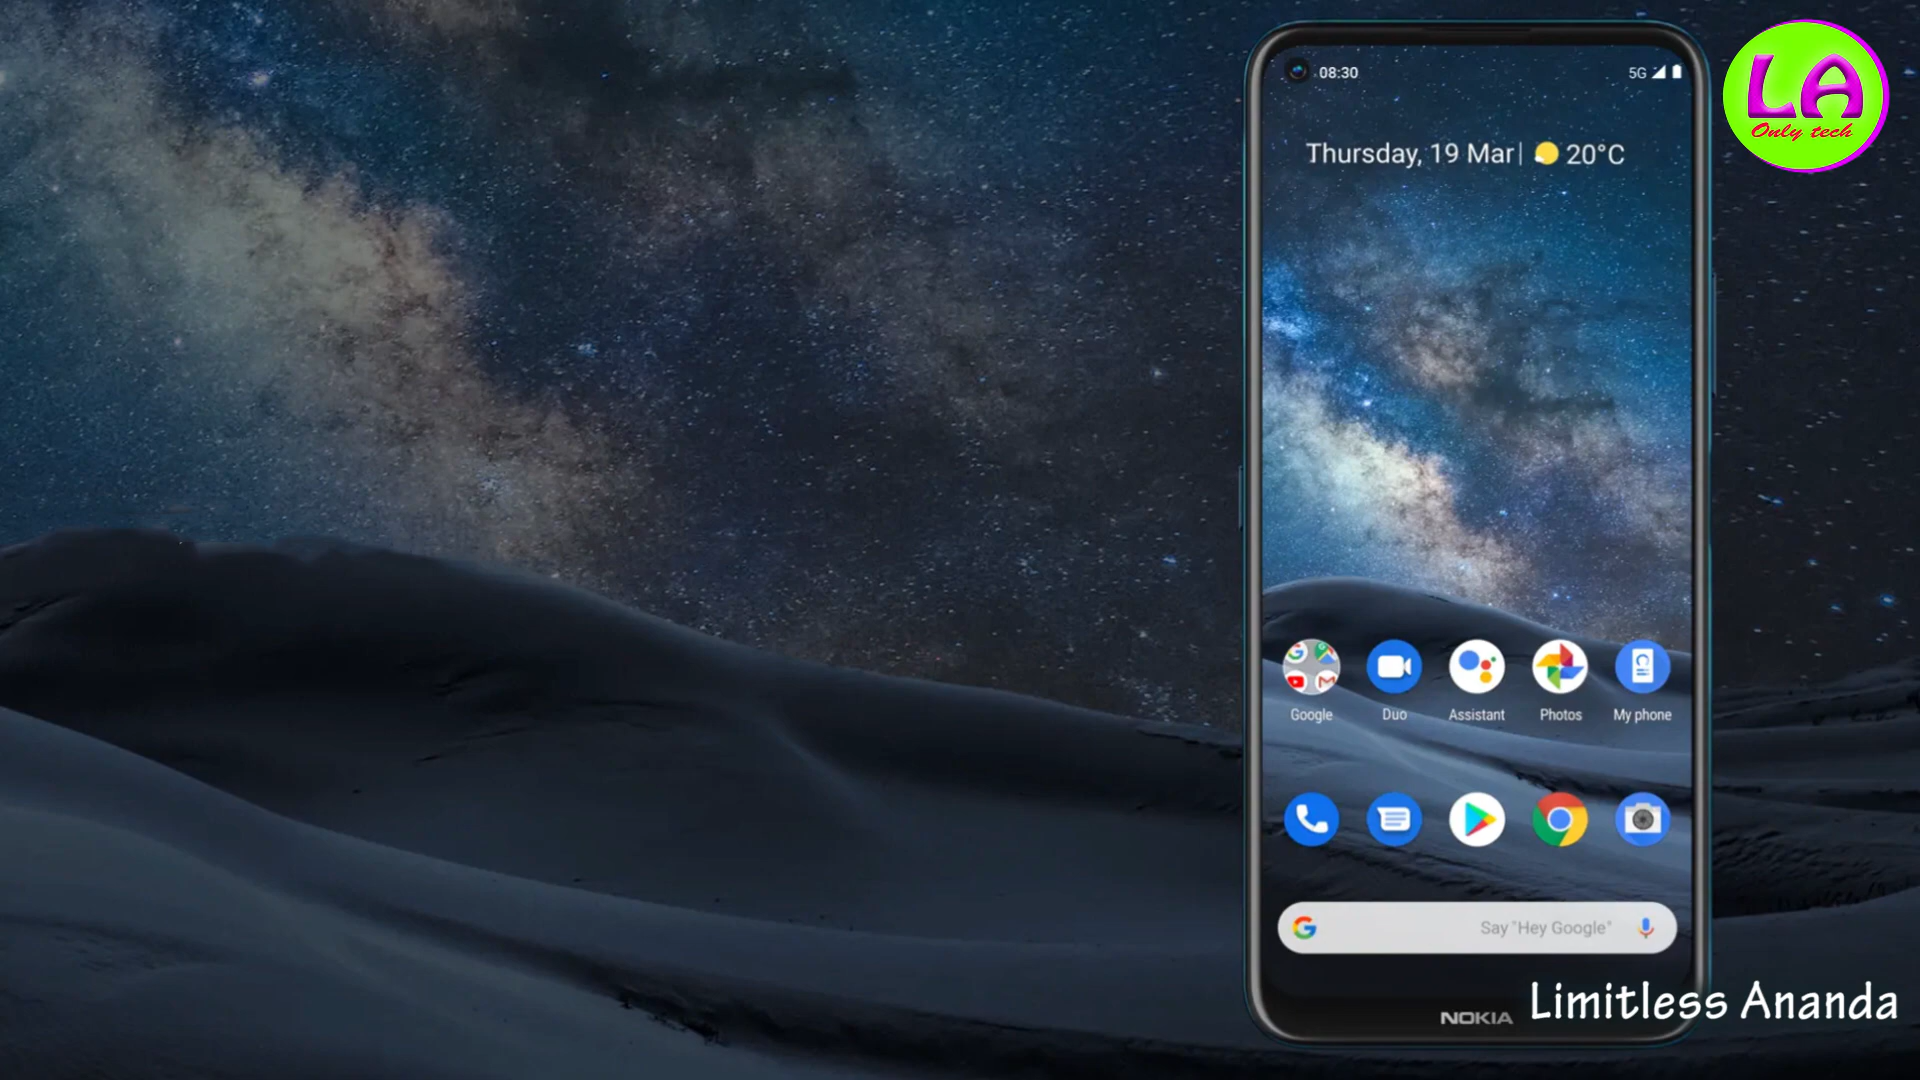 08:30
5G
LA
Only tech
Thursday, 19 Mar | 20°C
Google Duo Assistant Photos My phone
Say "Hey Google"
NOKIA
Limitless Ananda